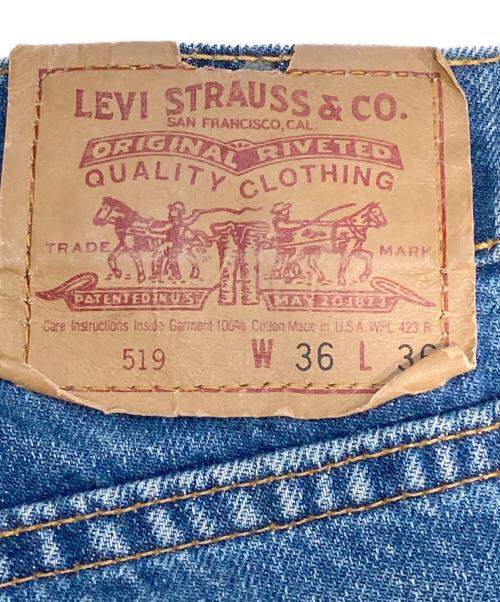 LEVI STRAUSS & CO.
SAN FRANCISCO, CAL.
ORIGINAL RIVETED
QUALITY CLOTHING
TRADE MARK
PATENTED IN U.S. MAY 20 1873
Care Instructions Inside Garment 100% Cotton Made in U.S.A. WPL 423 R
519 W 36 L